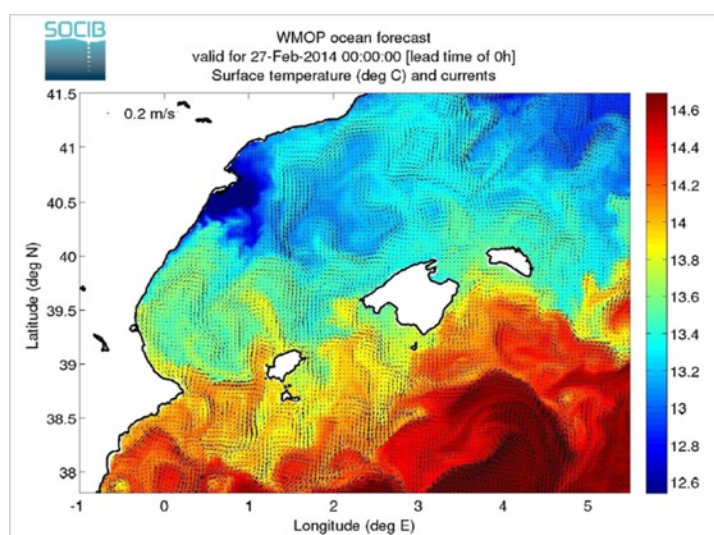 SOCIB
WMOP ocean forecast
valid for 27-Feb-2014 00:00:00 [lead time of 0h]
Surface temperature (deg C) and currents
0.2 m/s
41.5
41
40.5
40
39.5
39
38.5
38
Latitude (deg N)
-1 0 1 2 3 4 5
Longitude (deg E)
14.6
14.4
14.2
14
13.8
13.6
13.4
13.2
13
12.8
12.6